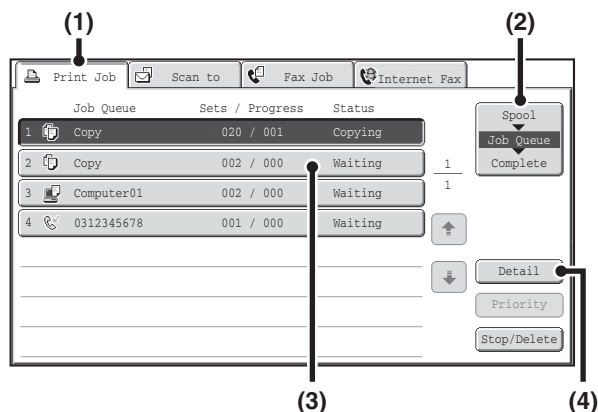 (1) (2)
Print Job Scan to Fax Job Internet Fax
Job Queue Sets / Progress Status
Spool
Job Queue
Complete
1 Copy 020 / 001 Copying
2 Copy 002 / 000 Waiting
3 Computer01 002 / 000 Waiting
4 0312345678 001 / 000 Waiting
1
1
Detail
Priority
Stop/Delete
(3) (4)